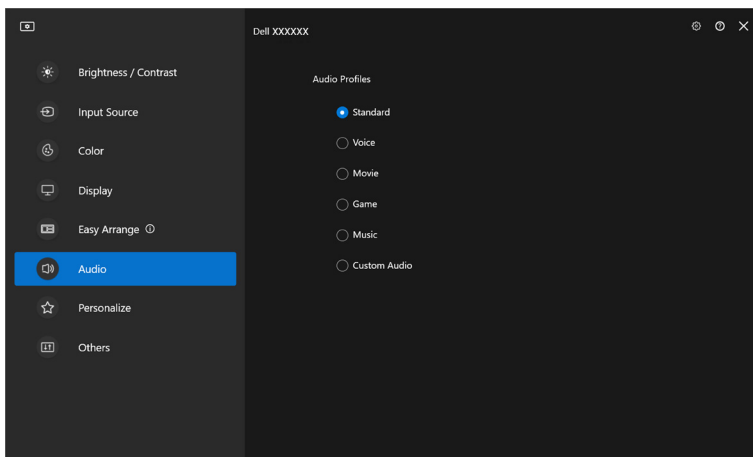 Dell XXXXXX
Brightness / Contrast
Input Source
Color
Display
Easy Arrange
Audio
Personalize
Others
Audio Profiles
Standard
Voice
Movie
Game
Music
Custom Audio